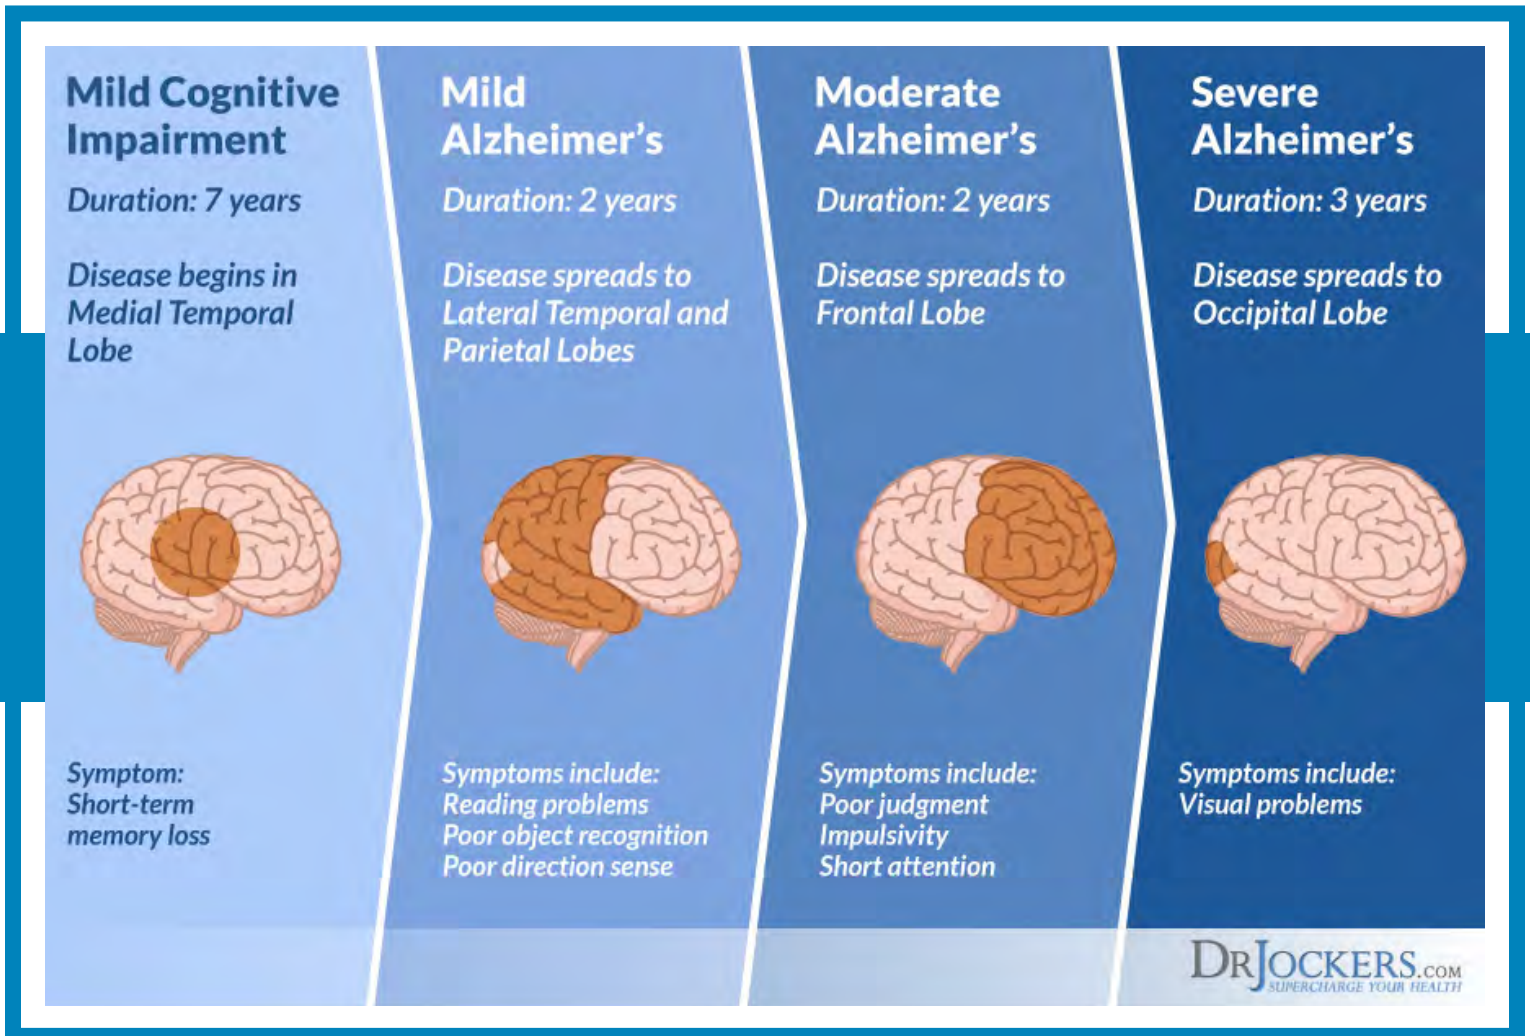 Mild Cognitive
Impairment
Duration: 7 years
Disease begins in
Medial Temporal
Lobe
Symptom:
Short-term
memory loss
Mild
Alzheimer's
Duration: 2 years
Disease spreads to
Lateral Temporal and
Parietal Lobes
Symptoms include:
Reading problems
Poor object recognition
Poor direction sense
Moderate
Alzheimer's
Duration: 2 years
Disease spreads to
Frontal Lobe
Symptoms include:
Poor judgment
Impulsivity
Short attention
Severe
Alzheimer's
Duration: 3 years
Disease spreads to
Occipital Lobe
Symptoms include:
Visual problems
DRJOCKERS.COM
SUPERCHARGE YOUR HEALTH